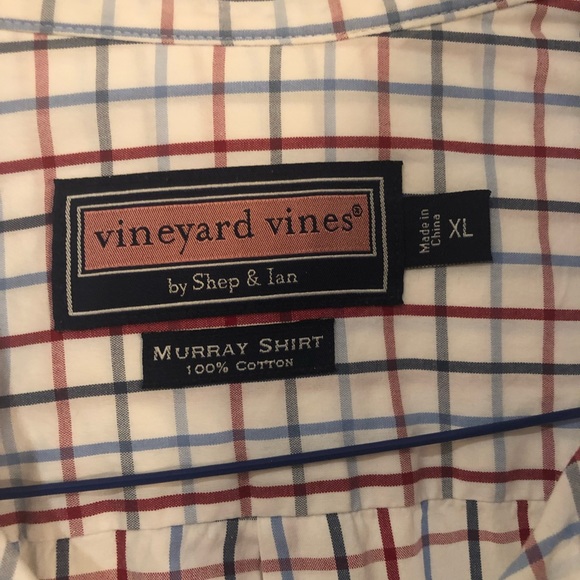 vineyard vines®
by Shep & Ian
Made in
China
XL
MURRAY SHIRT
100% COTTON